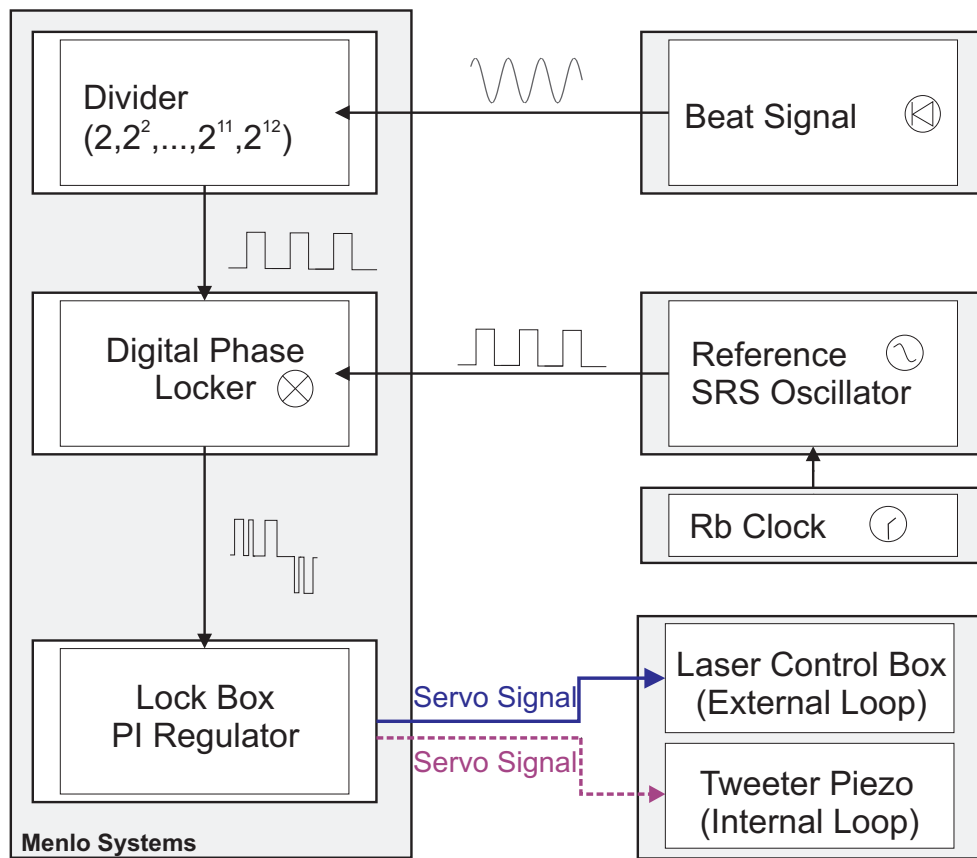 Divider
(2,2²,...,2¹¹,2¹²)
Beat Signal
Digital Phase
Locker
Reference
SRS Oscillator
Rb Clock
Lock Box
PI Regulator
Servo Signal
Servo Signal
Laser Control Box
(External Loop)
Tweeter Piezo
(Internal Loop)
Menlo Systems